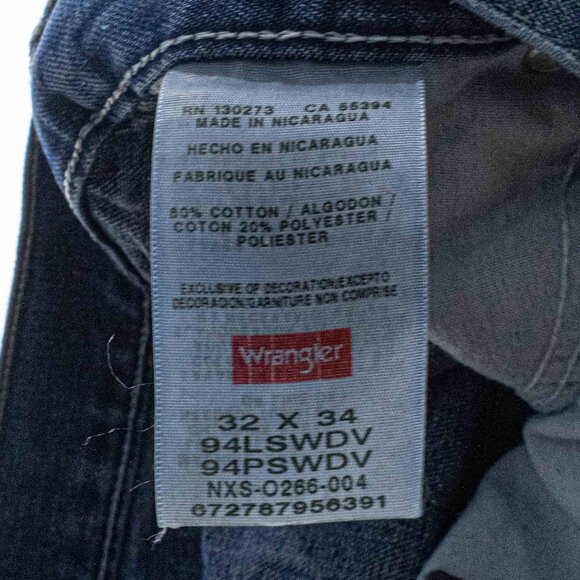 RN 130273 CA 55394
MADE IN NICARAGUA
HECHO EN NICARAGUA
FABRIQUE AU NICARAGUA
80% COTTON / ALGODON /
COTON 20% POLYESTER /
POLIESTER
EXCLUSIVE OF DECORATION:EXCEPTO
DECORACION:GARNITURE NON COMPRISE
Wrangler
32 X 34
94LSWDV
94PSWDV
NXS-O266-004
672787956391